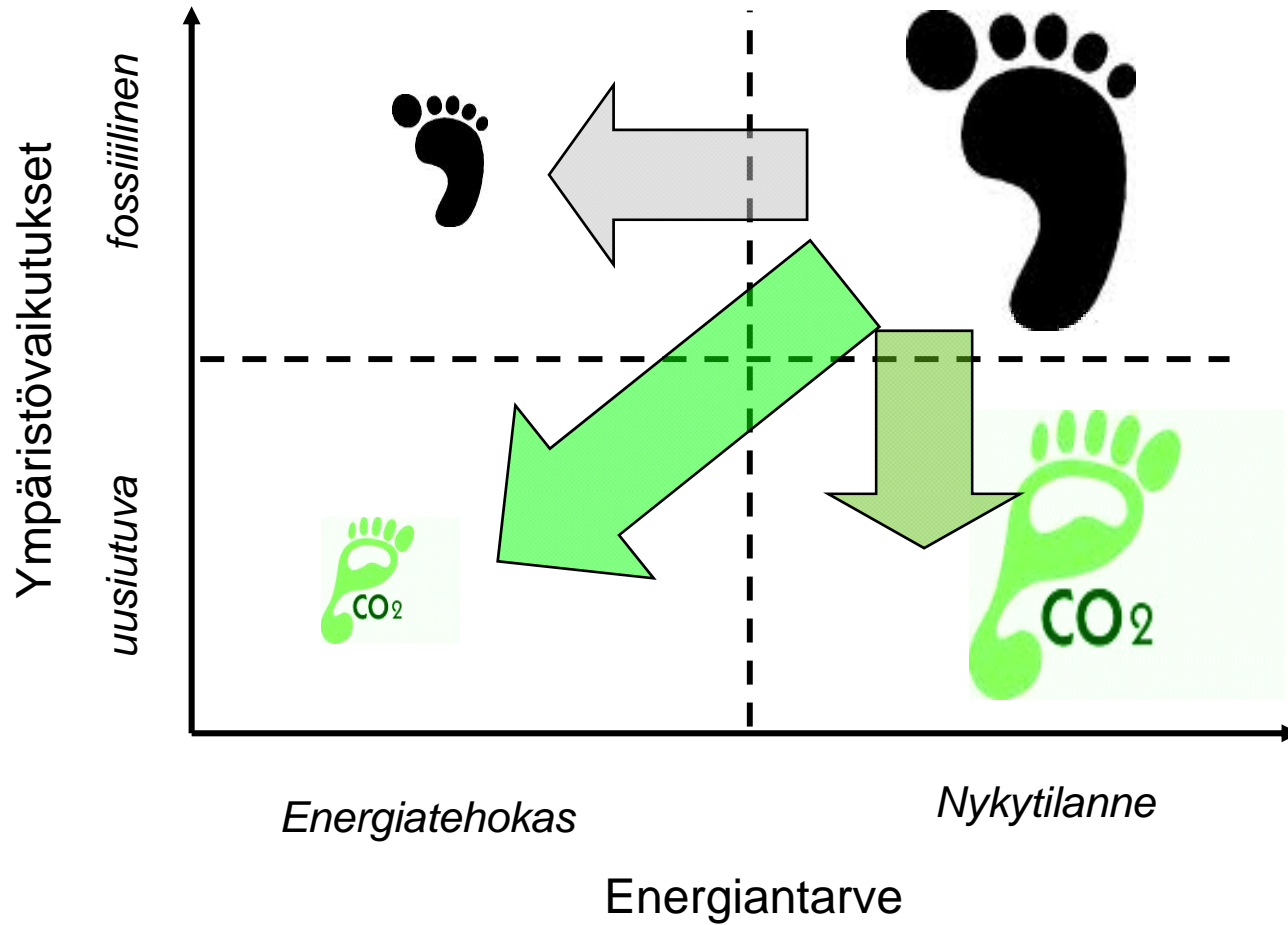 Ympäristövaikutukset
fossiiilinen
uusiutuva
CO2
CO2
Energiatehokas
Nykytilanne
Energiantarve